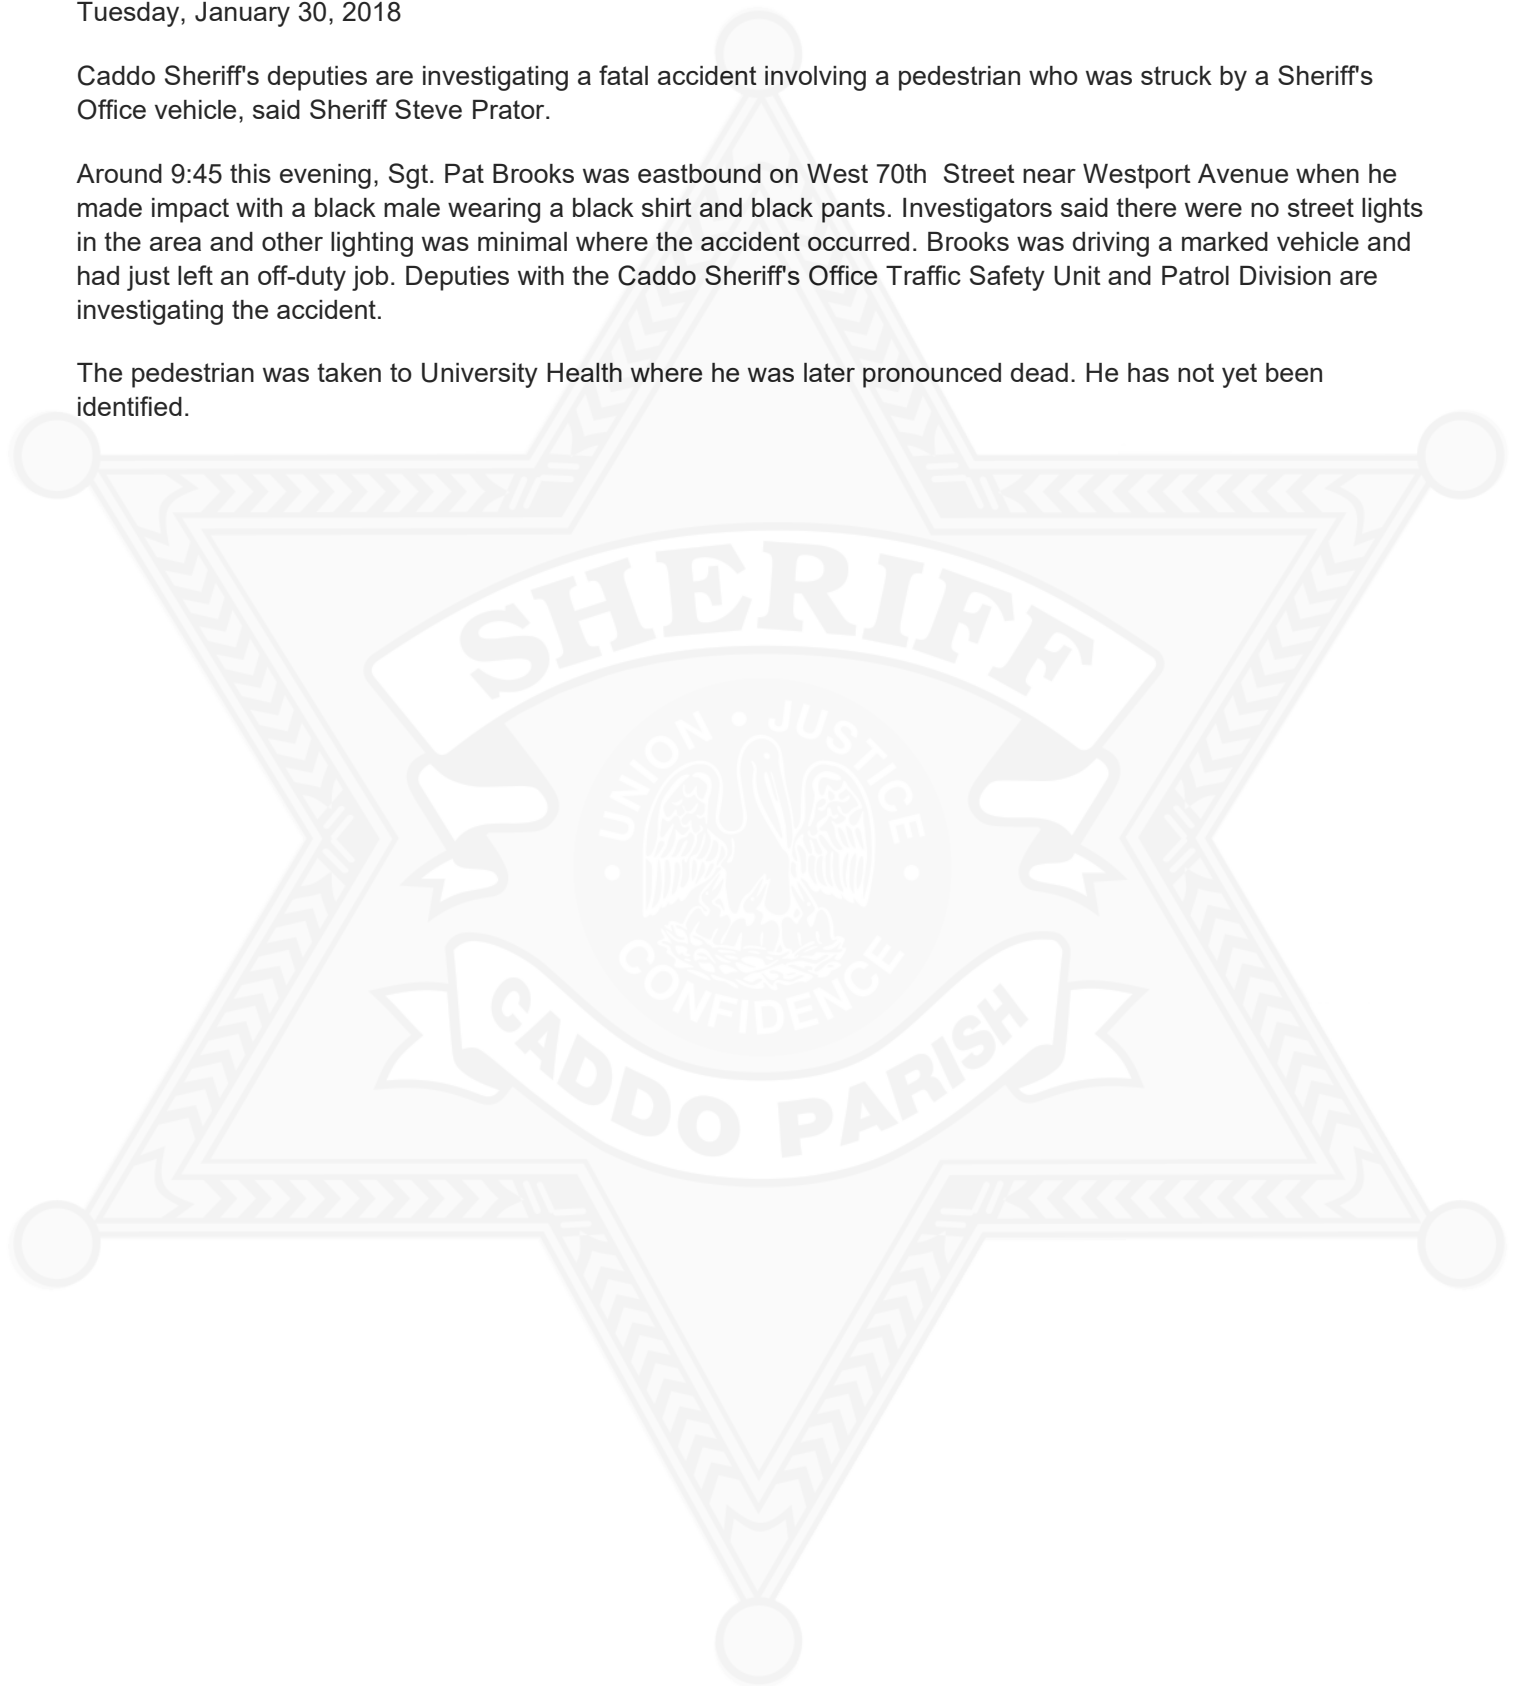 Tuesday, January 30, 2018
Caddo Sheriff's deputies are investigating a fatal accident involving a pedestrian who was struck by a Sheriff's
Office vehicle, said Sheriff Steve Prator.
Around 9:45 this evening, Sgt. Pat Brooks was eastbound on West 70th  Street near Westport Avenue when he
made impact with a black male wearing a black shirt and black pants. Investigators said there were no street lights
in the area and other lighting was minimal where the accident occurred. Brooks was driving a marked vehicle and
had just left an off-duty job. Deputies with the Caddo Sheriff's Office Traffic Safety Unit and Patrol Division are
investigating the accident.
The pedestrian was taken to University Health where he was later pronounced dead. He has not yet been
identified.
SHERIFF
UNION • JUSTICE
• CONFIDENCE •
CADDO PARISH